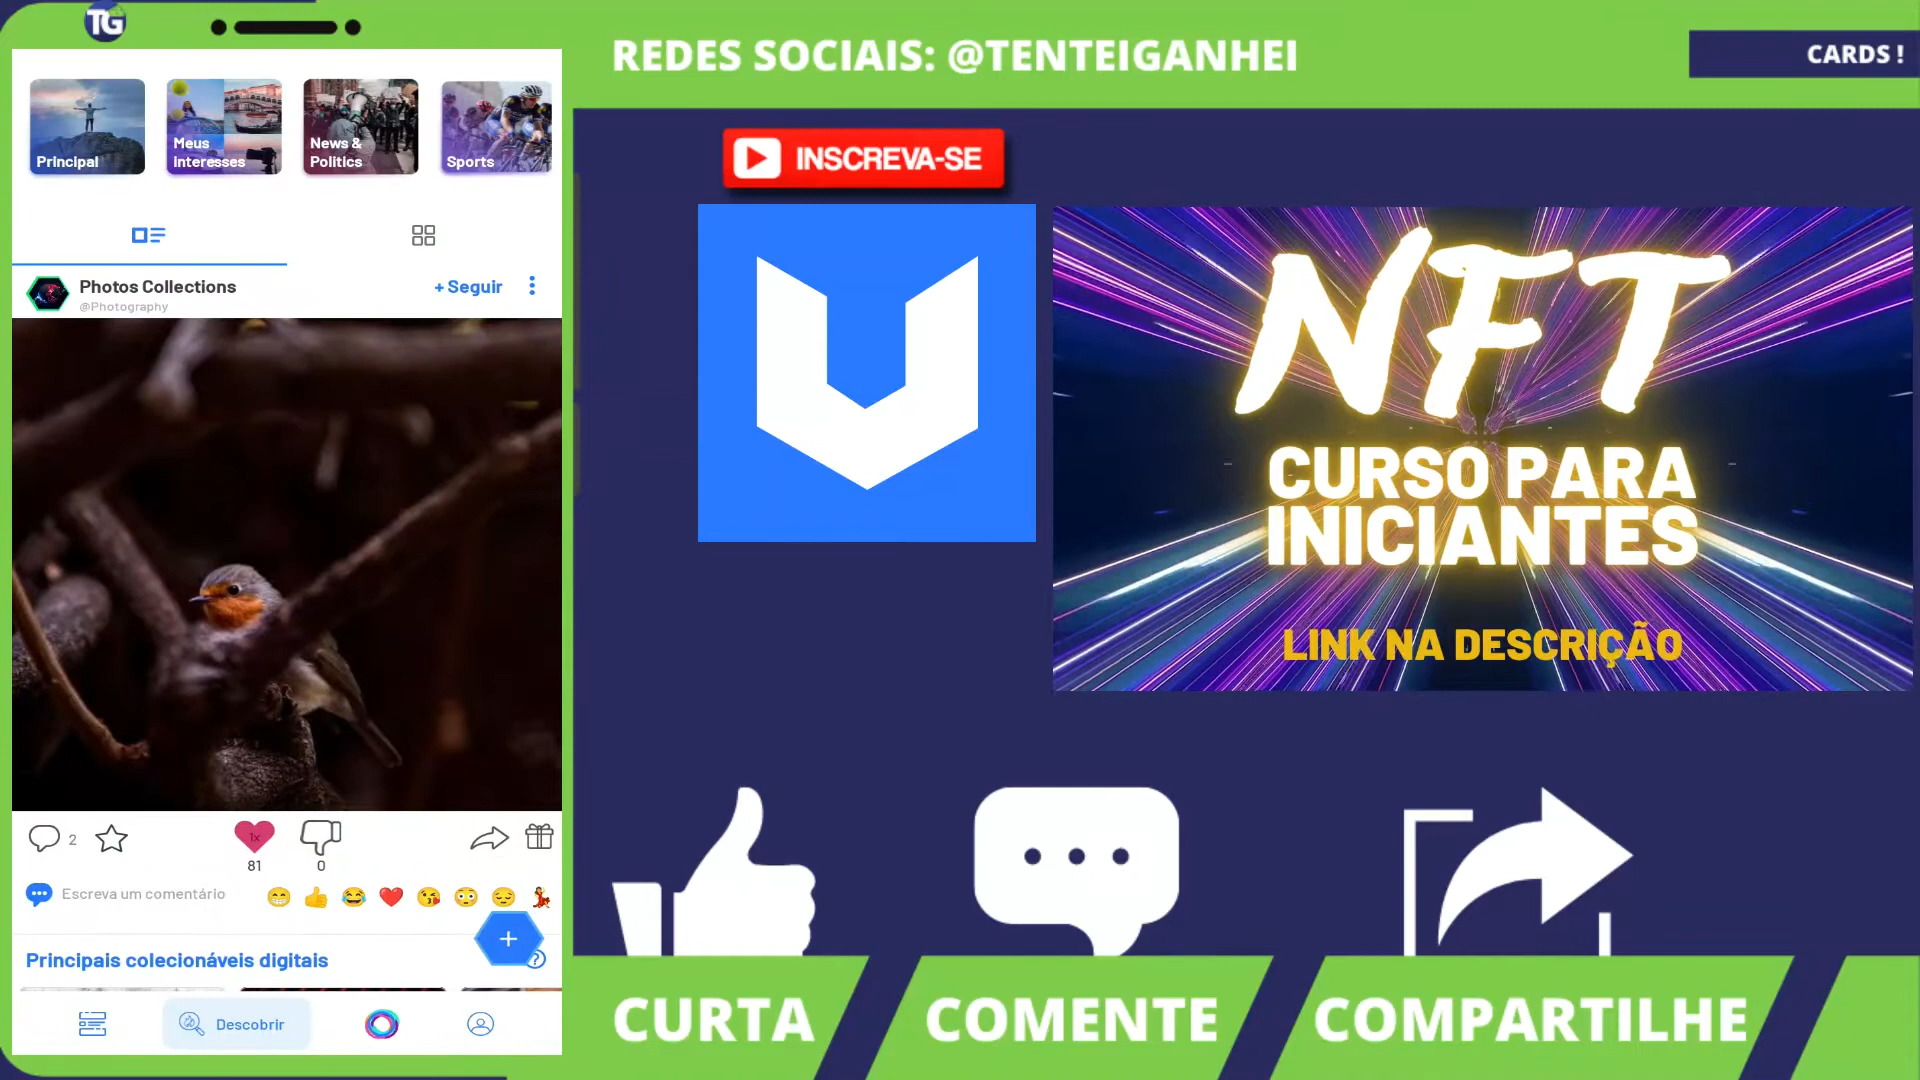 TG
REDES SOCIAIS: @TENTEIGANHEI
CARDS !
Principal
Meus interesses
News & Politics
Sports
INSCREVA-SE
Photos Collections
@Photography
+ Seguir
NFT
CURSO PARA
INICIANTES
LINK NA DESCRIÇÃO
2
1x
81
0
Escreva um comentário
Principais colecionáveis digitais
?
Descobrir
CURTA
COMENTE
COMPARTILHE